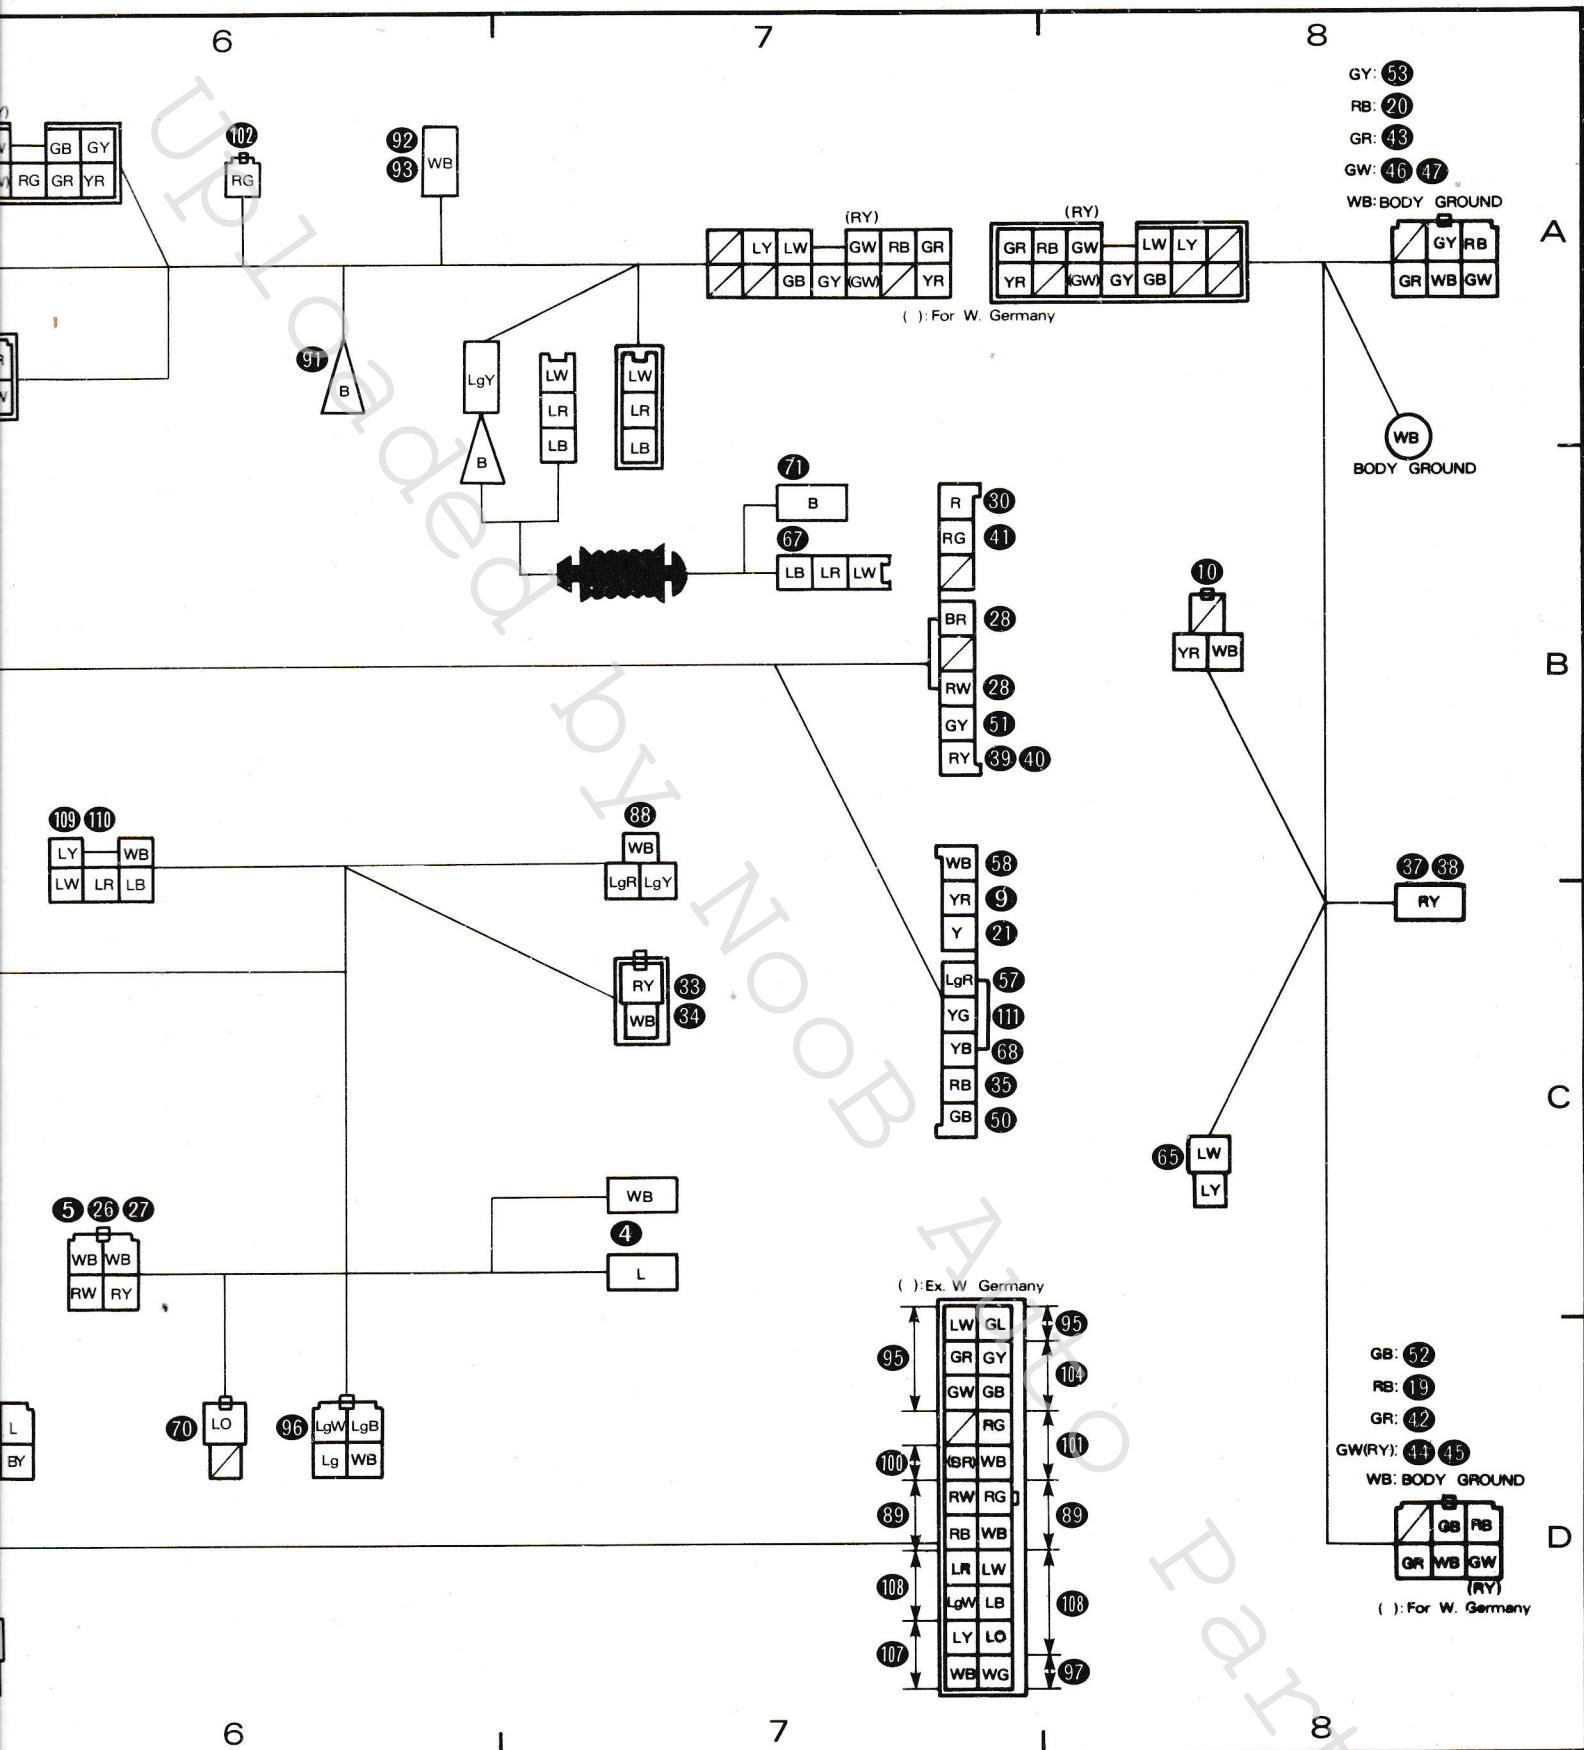 6 7 8
GY: 53
RB: 20
GR: 43
GW: 46 47
WB: BODY GROUND
GY RB
GR WB GW
A
GB GY
RG GR YR
102
RG
92
93
WB
(RY)
LY LW GW RB GR
GB GY (GW) YR
(RY)
GR RB GW LW LY
YR (GW) GY GB
( ): For W. Germany
91
B
LgY
B
LW
LR
LB
LW
LR
LB
WB
BODY GROUND
71
B
67
LB LR LW
R 30
RG 41
BR 28
RW 28
GY 51
RY 39 40
10
YR WB
B
109 110
LY WB
LW LR LB
88
WB
LgR LgY
RY 33
WB 34
WB 58
YR 9
Y 21
LgR 57
YG 111
YB 68
RB 35
GB 50
37 38
RY
C
65 LW
LY
5 26 27
WB WB
RW RY
WB
4
L
L
BY
70 LO
96 LgW LgB
Lg WB
( ): Ex. W Germany
LW GL 95
95 GR GY
GW GB 104
RG
100 (BR) WB 101
RW RG
89 RB WB 89
LR LW
108 LgW LB 108
LY LO
107 WB WG 97
GB: 52
RB: 19
GR: 42
GW(RY): 44 45
WB: BODY GROUND
GB RB
GR WB GW
(RY)
( ): For W. Germany
D
6 7 8
Uploaded by NooB Auto Part